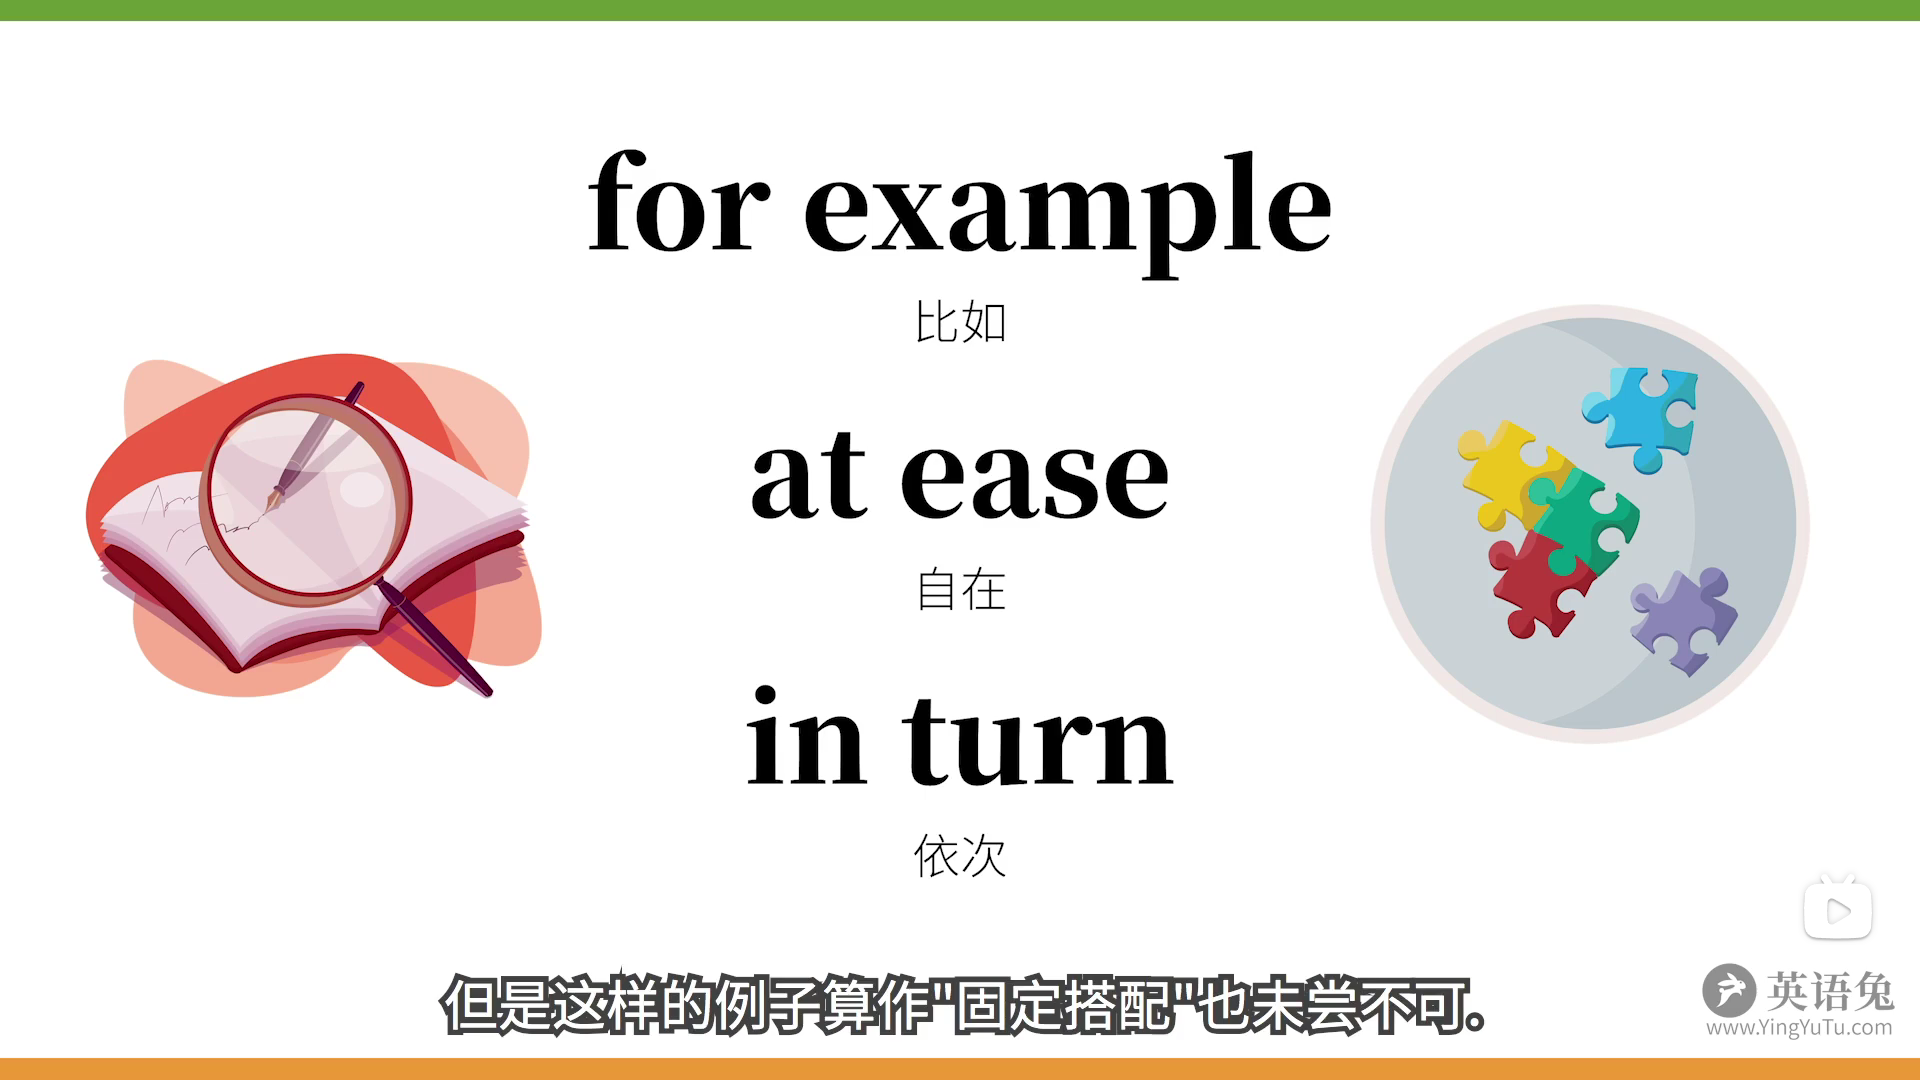 for example
比如
at ease
自在
in turn
依次
但是这样的例子算作"固定搭配"也未尝不可。
英语兔
www.YingYuTu.com